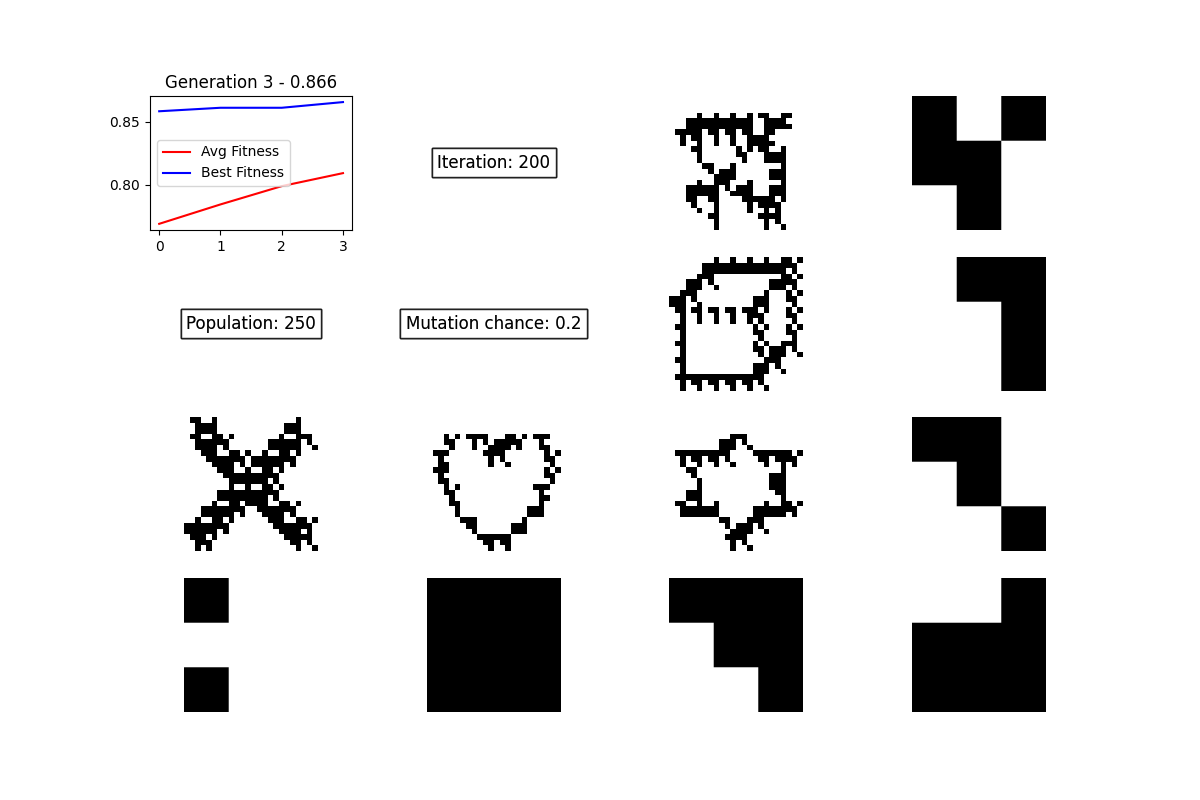 Generation 3 - 0.866
0.85
0.80
Avg Fitness
Best Fitness
0 1 2 3
Iteration: 200
Population: 250
Mutation chance: 0.2